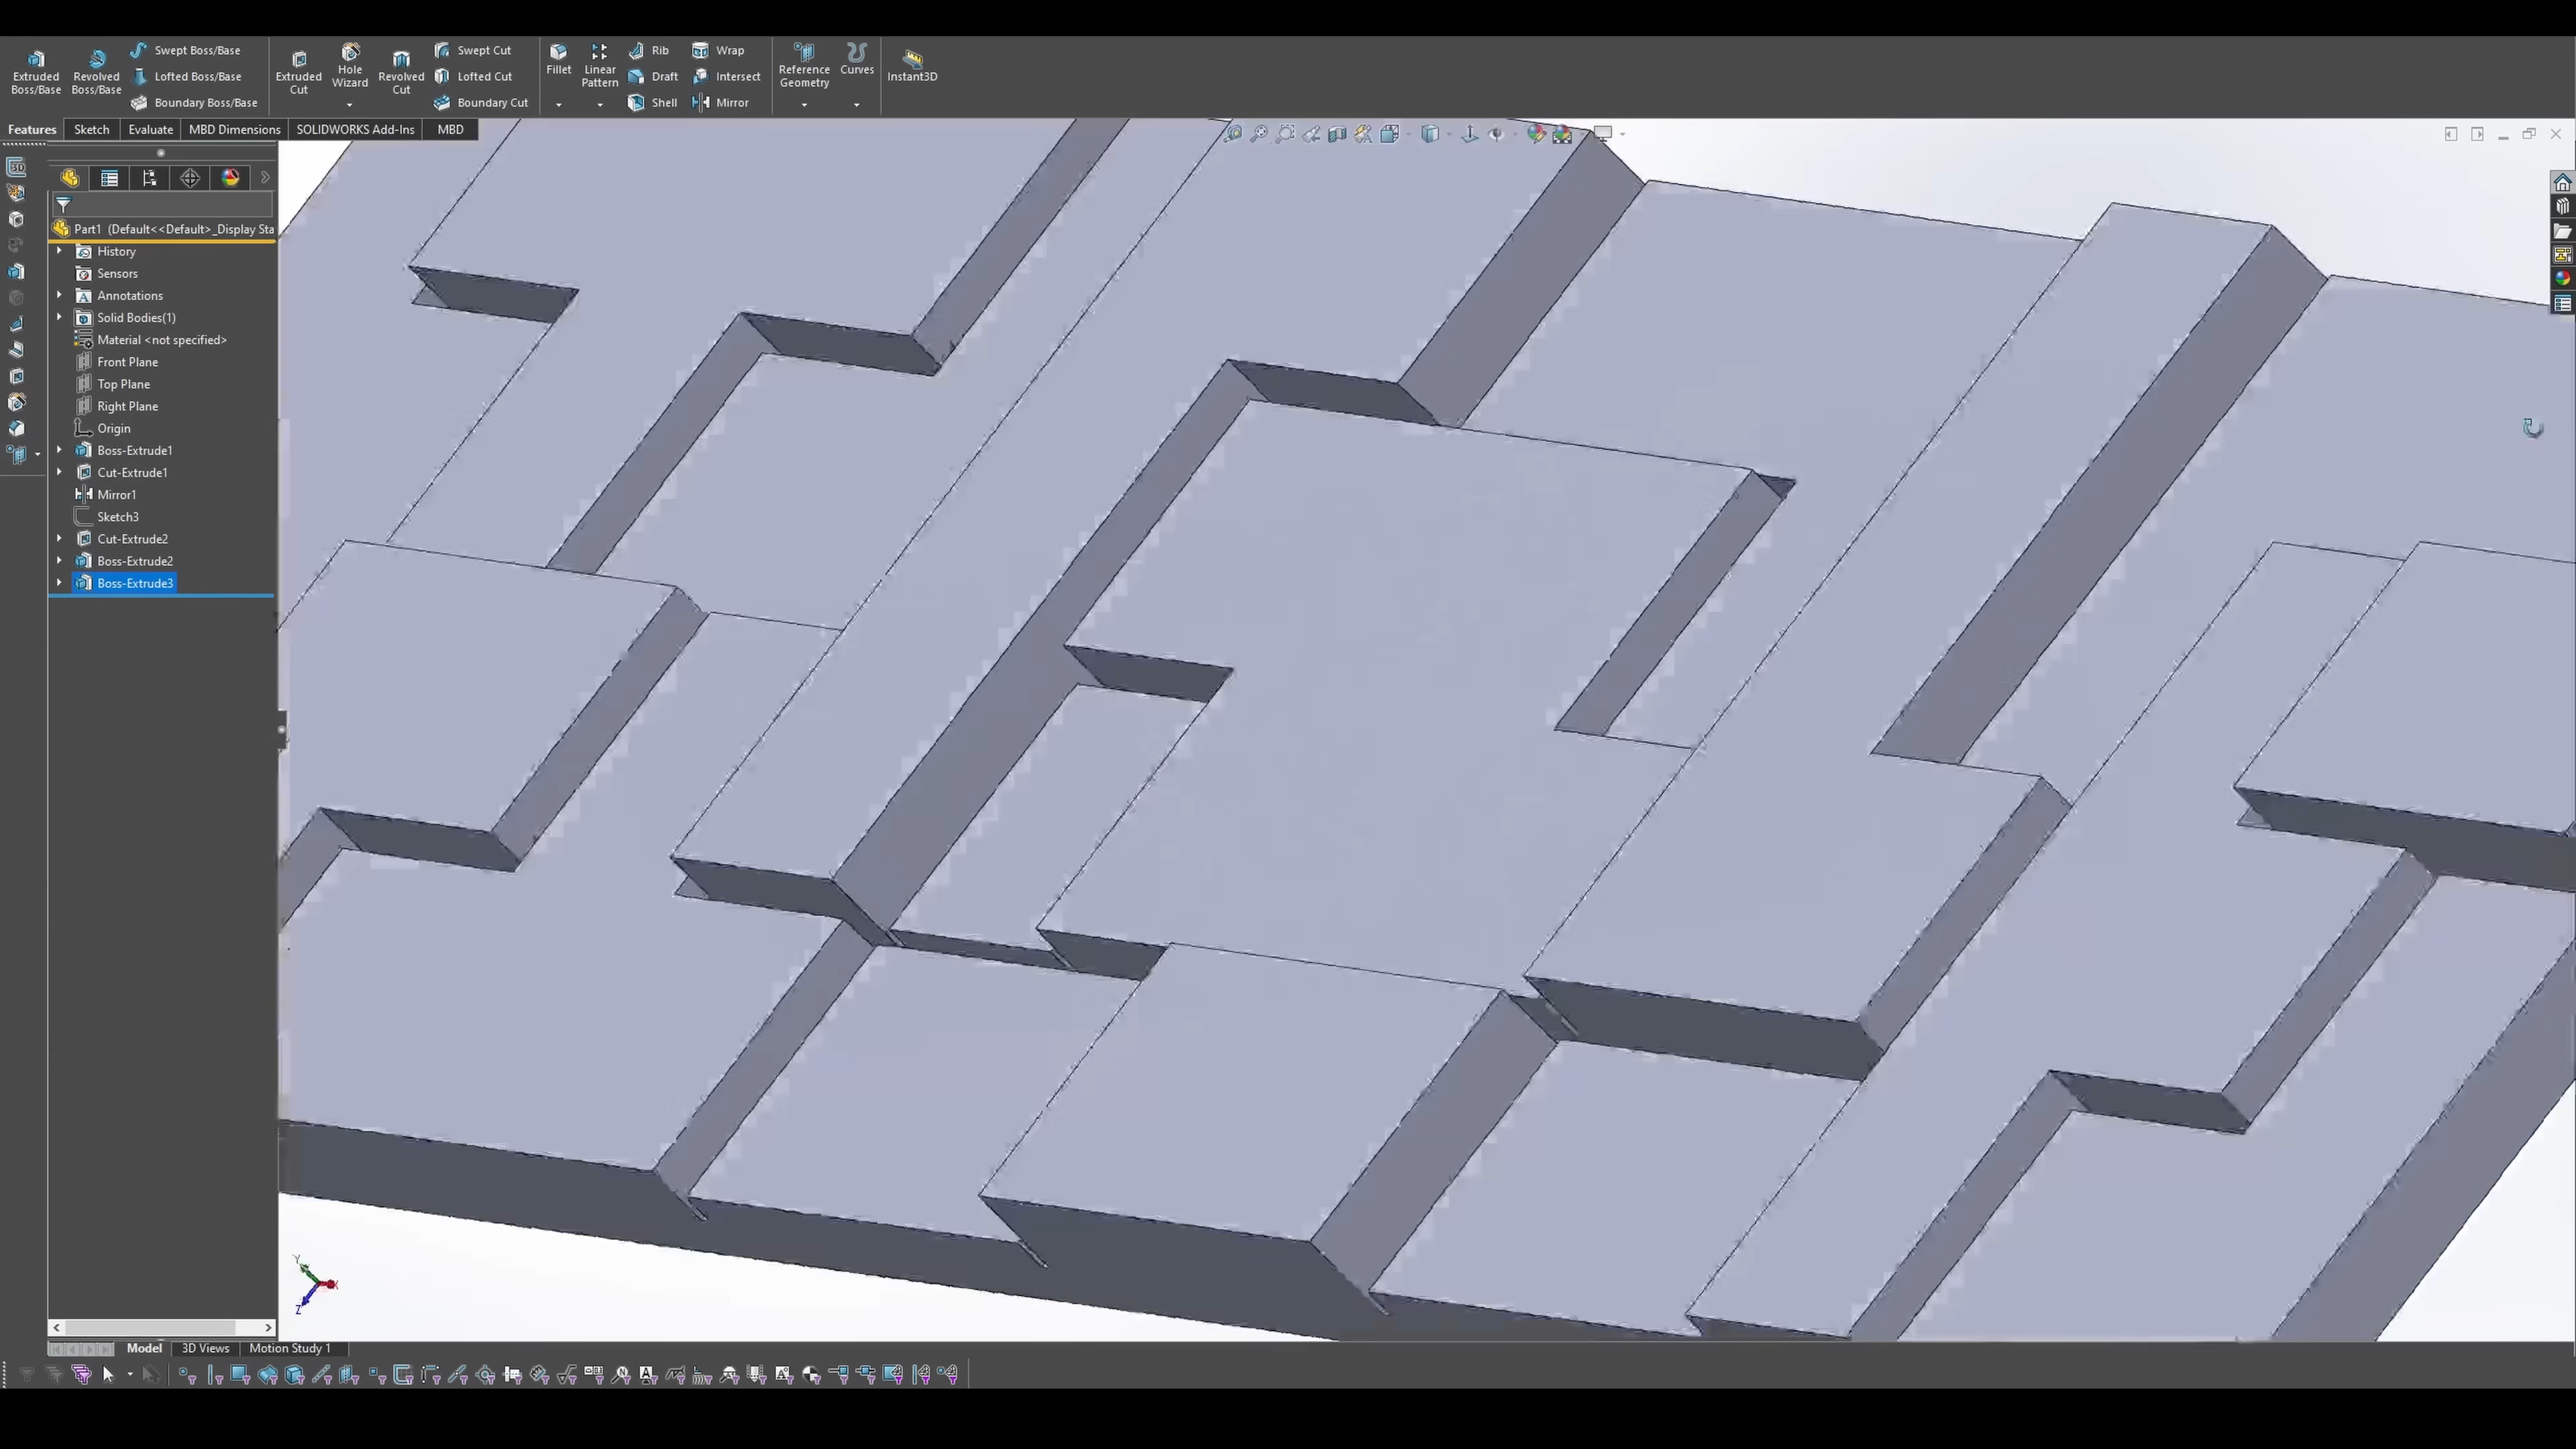 Extruded Boss/Base
Revolved Boss/Base
Swept Boss/Base
Lofted Boss/Base
Boundary Boss/Base
Extruded Cut
Hole Wizard
Revolved Cut
Swept Cut
Lofted Cut
Boundary Cut
Fillet
Linear Pattern
Rib
Draft
Shell
Wrap
Intersect
Mirror
Reference Geometry
Curves
Instant3D
Features Sketch Evaluate MBD Dimensions SOLIDWORKS Add-Ins MBD
Part1 (Default<<Default>_Display Sta
History
Sensors
Annotations
Solid Bodies(1)
Material <not specified>
Front Plane
Top Plane
Right Plane
Origin
Boss-Extrude1
Cut-Extrude1
Mirror1
Sketch3
Cut-Extrude2
Boss-Extrude2
Boss-Extrude3
Y
X
Z
Model 3D Views Motion Study 1